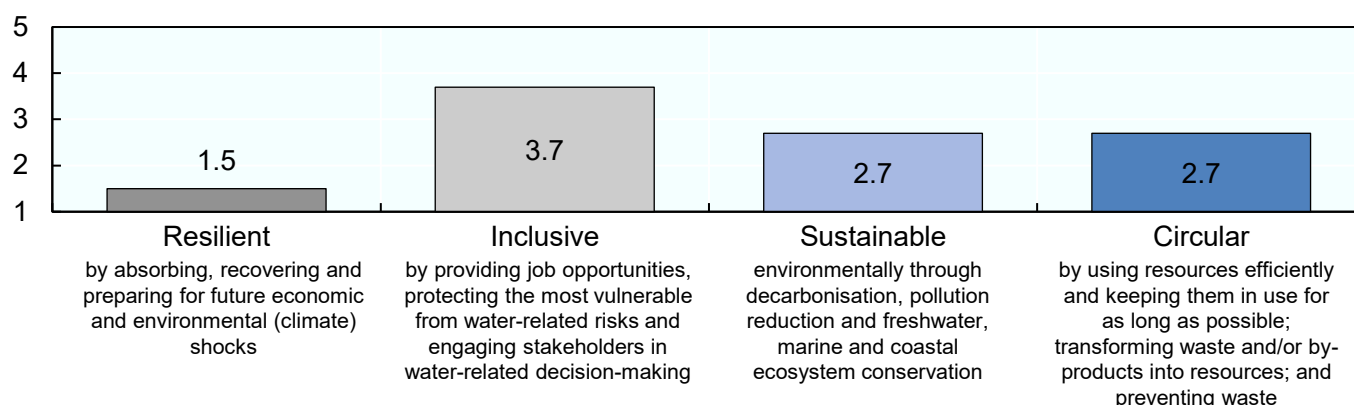 5
4
3
2
1
1.5
3.7
2.7
2.7
Resilient
by absorbing, recovering and
preparing for future economic
and environmental (climate)
shocks
Inclusive
by providing job opportunities,
protecting the most vulnerable
from water-related risks and
engaging stakeholders in
water-related decision-making
Sustainable
environmentally through
decarbonisation, pollution
reduction and freshwater,
marine and coastal
ecosystem conservation
Circular
by using resources efficiently
and keeping them in use for
as long as possible;
transforming waste and/or by-
products into resources; and
preventing waste